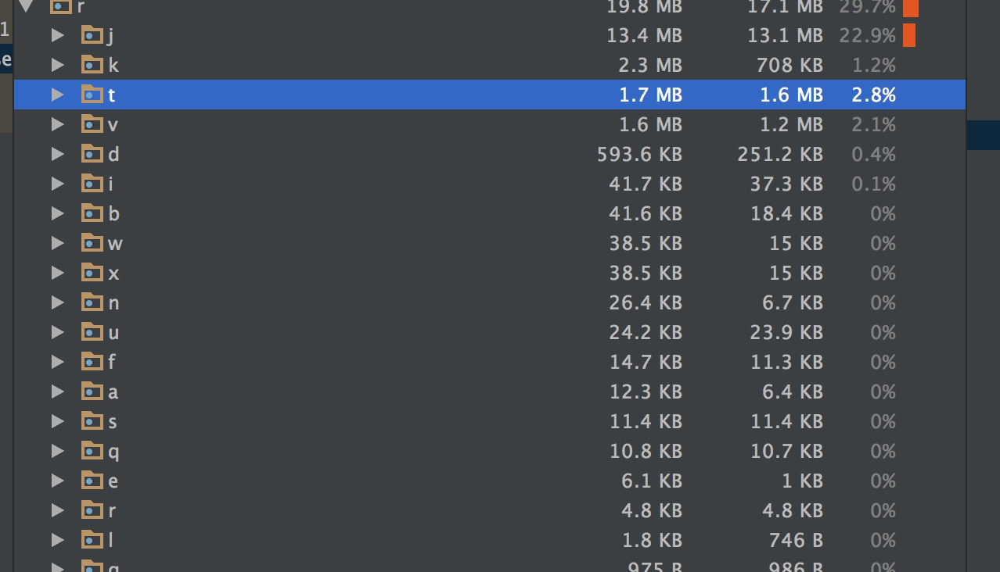 r 19.8 MB 17.1 MB 29.7%
1 j 13.4 MB 13.1 MB 22.9%
se k 2.3 MB 708 KB 1.2%
t 1.7 MB 1.6 MB 2.8%
v 1.6 MB 1.2 MB 2.1%
d 593.6 KB 251.2 KB 0.4%
i 41.7 KB 37.3 KB 0.1%
b 41.6 KB 18.4 KB 0%
w 38.5 KB 15 KB 0%
x 38.5 KB 15 KB 0%
n 26.4 KB 6.7 KB 0%
u 24.2 KB 23.9 KB 0%
f 14.7 KB 11.3 KB 0%
a 12.3 KB 6.4 KB 0%
s 11.4 KB 11.4 KB 0%
q 10.8 KB 10.7 KB 0%
e 6.1 KB 1 KB 0%
r 4.8 KB 4.8 KB 0%
l 1.8 KB 746 B 0%
975 B 986 B 0%